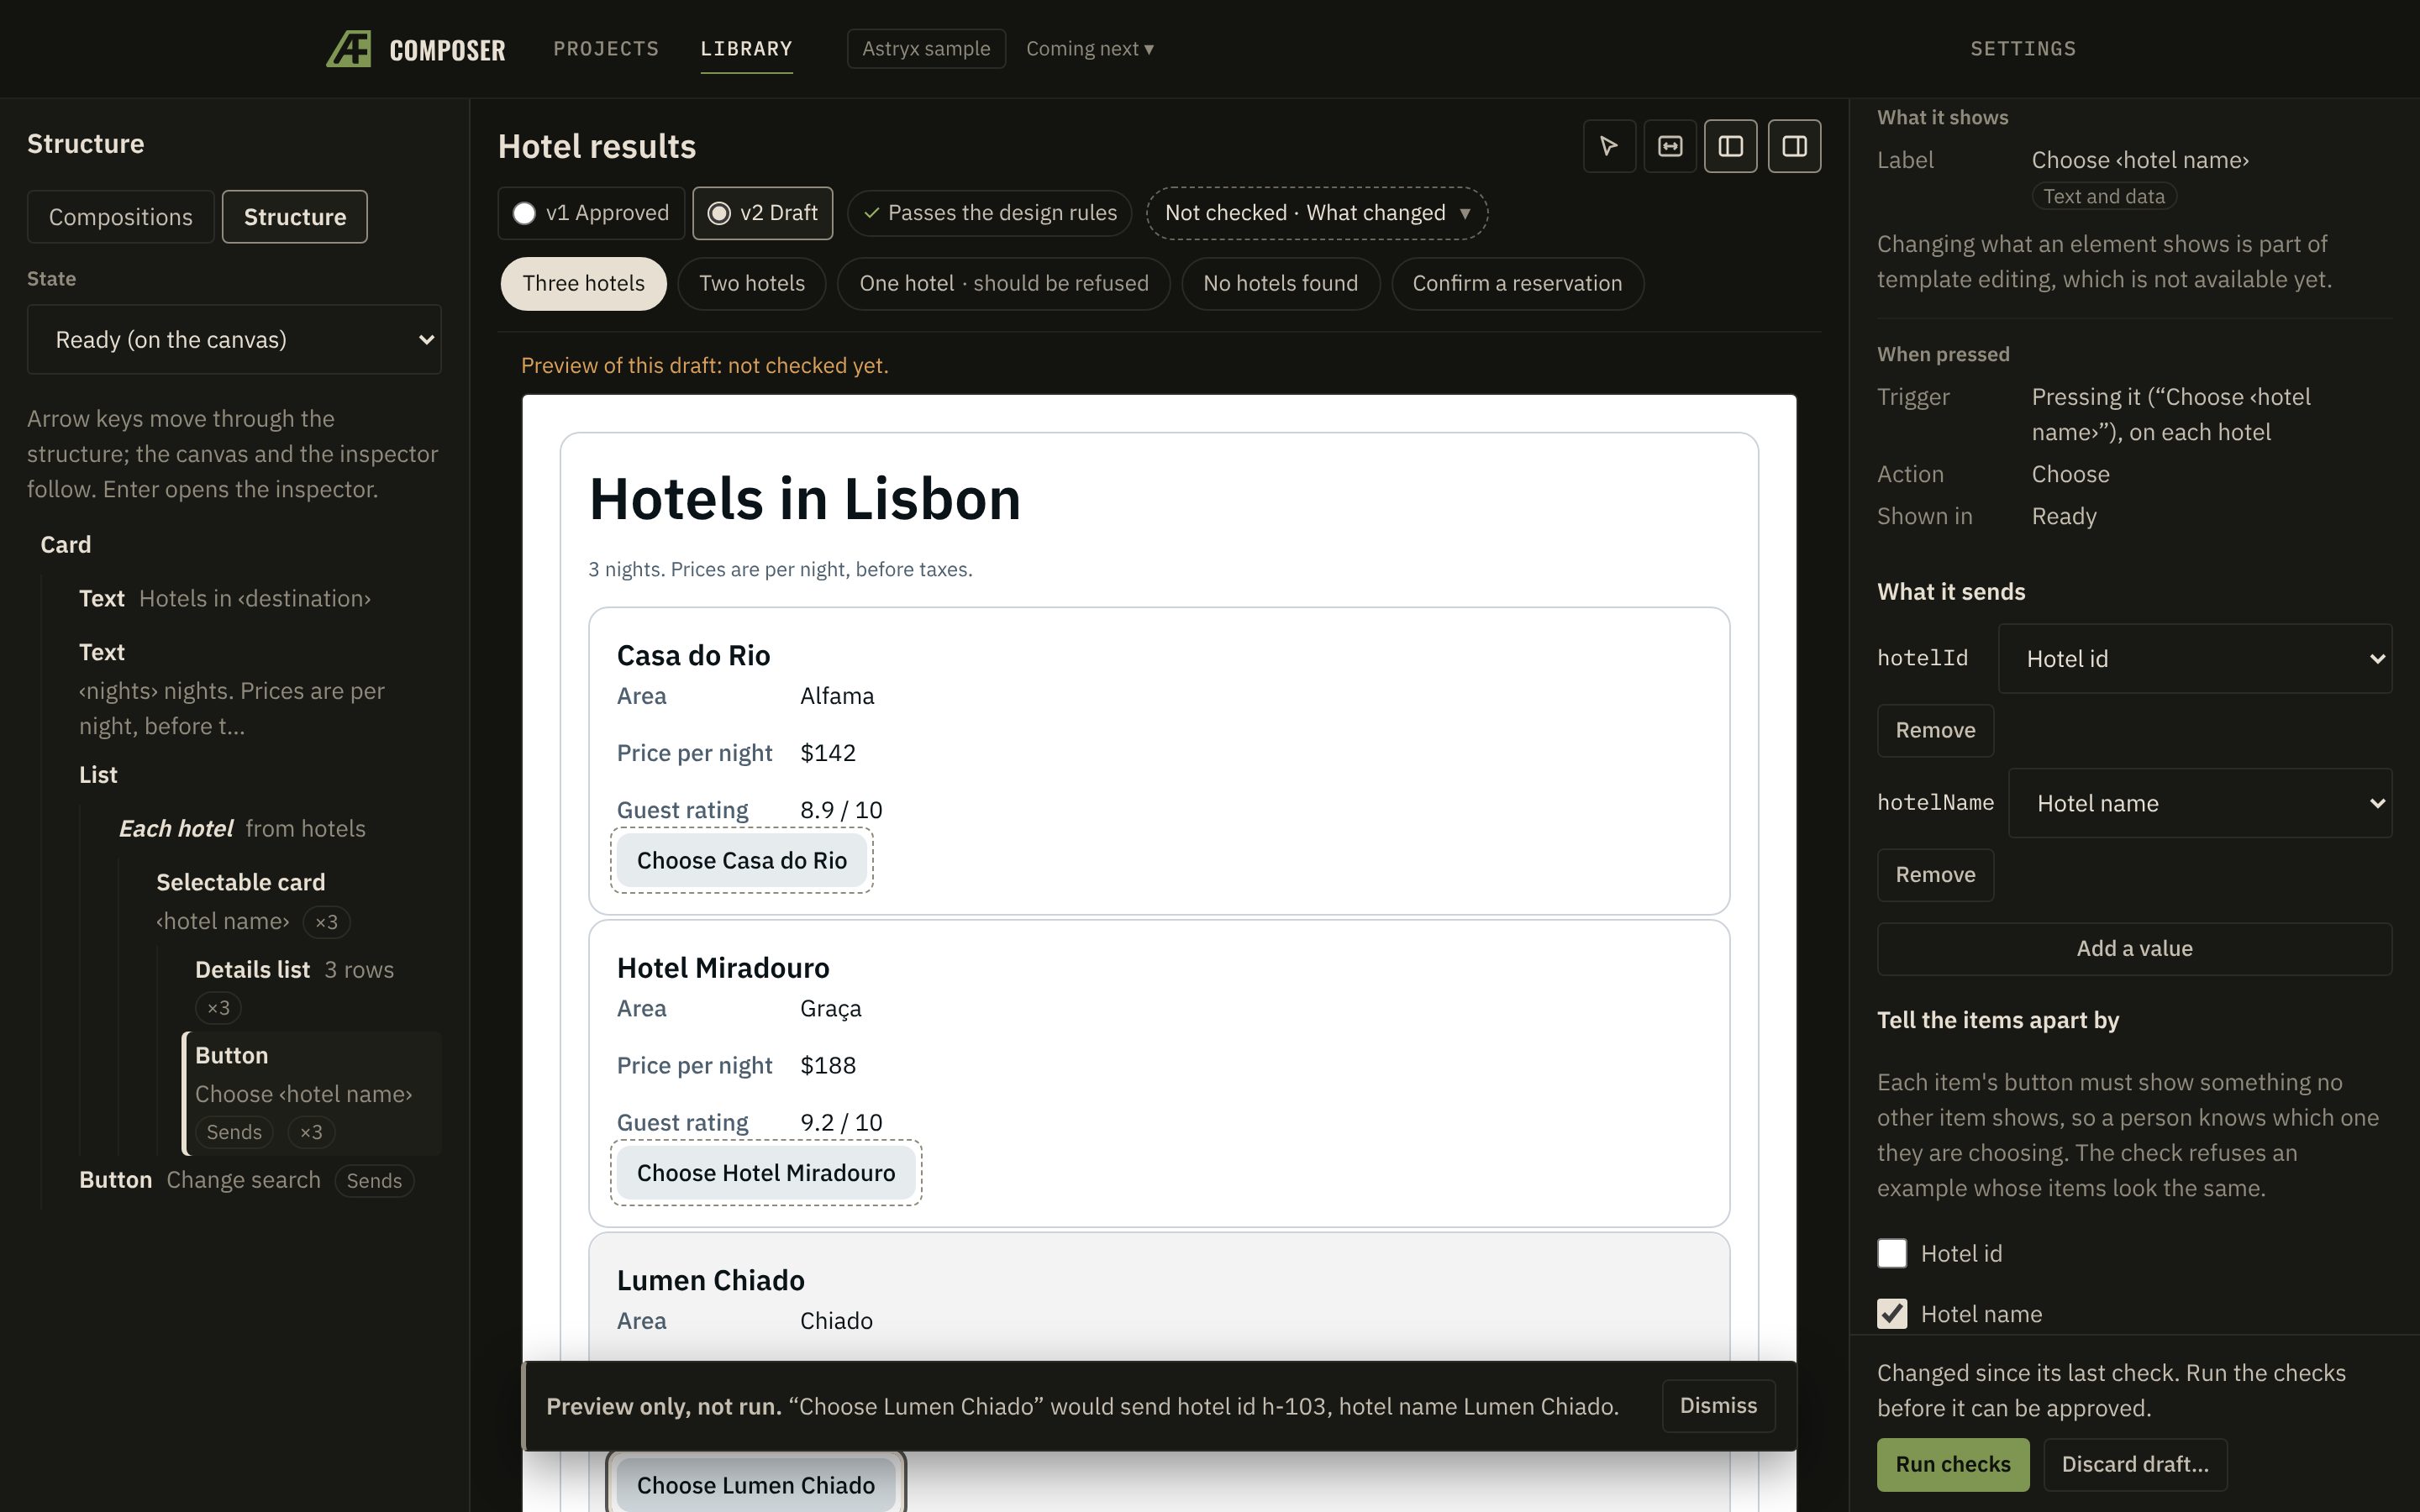 COMPOSER
PROJECTS
LIBRARY
Astryx sample
Coming next ▾
SETTINGS
Structure
Compositions
Structure
State
Ready (on the canvas)
Arrow keys move through the
structure; the canvas and the inspector
follow. Enter opens the inspector.
Card
Text Hotels in ‹destination›
Text
‹nights› nights. Prices are per
night, before t...
List
Each hotel from hotels
Selectable card
‹hotel name› ×3
Details list 3 rows
×3
Button
Choose ‹hotel name›
Sends ×3
Button Change search Sends
Hotel results
v1 Approved
v2 Draft
✓ Passes the design rules
Not checked · What changed ▾
Three hotels
Two hotels
One hotel · should be refused
No hotels found
Confirm a reservation
Preview of this draft: not checked yet.
Hotels in Lisbon
3 nights. Prices are per night, before taxes.
Casa do Rio
Area Alfama
Price per night $142
Guest rating 8.9 / 10
Choose Casa do Rio
Hotel Miradouro
Area Graça
Price per night $188
Guest rating 9.2 / 10
Choose Hotel Miradouro
Lumen Chiado
Area Chiado
Preview only, not run. “Choose Lumen Chiado” would send hotel id h-103, hotel name Lumen Chiado.
Dismiss
Choose Lumen Chiado
What it shows
Label Choose ‹hotel name›
Text and data
Changing what an element shows is part of
template editing, which is not available yet.
When pressed
Trigger Pressing it (“Choose ‹hotel
name›”), on each hotel
Action Choose
Shown in Ready
What it sends
hotelId Hotel id
Remove
hotelName Hotel name
Remove
Add a value
Tell the items apart by
Each item's button must show something no
other item shows, so a person knows which one
they are choosing. The check refuses an
example whose items look the same.
Hotel id
Hotel name
Changed since its last check. Run the checks
before it can be approved.
Run checks
Discard draft...